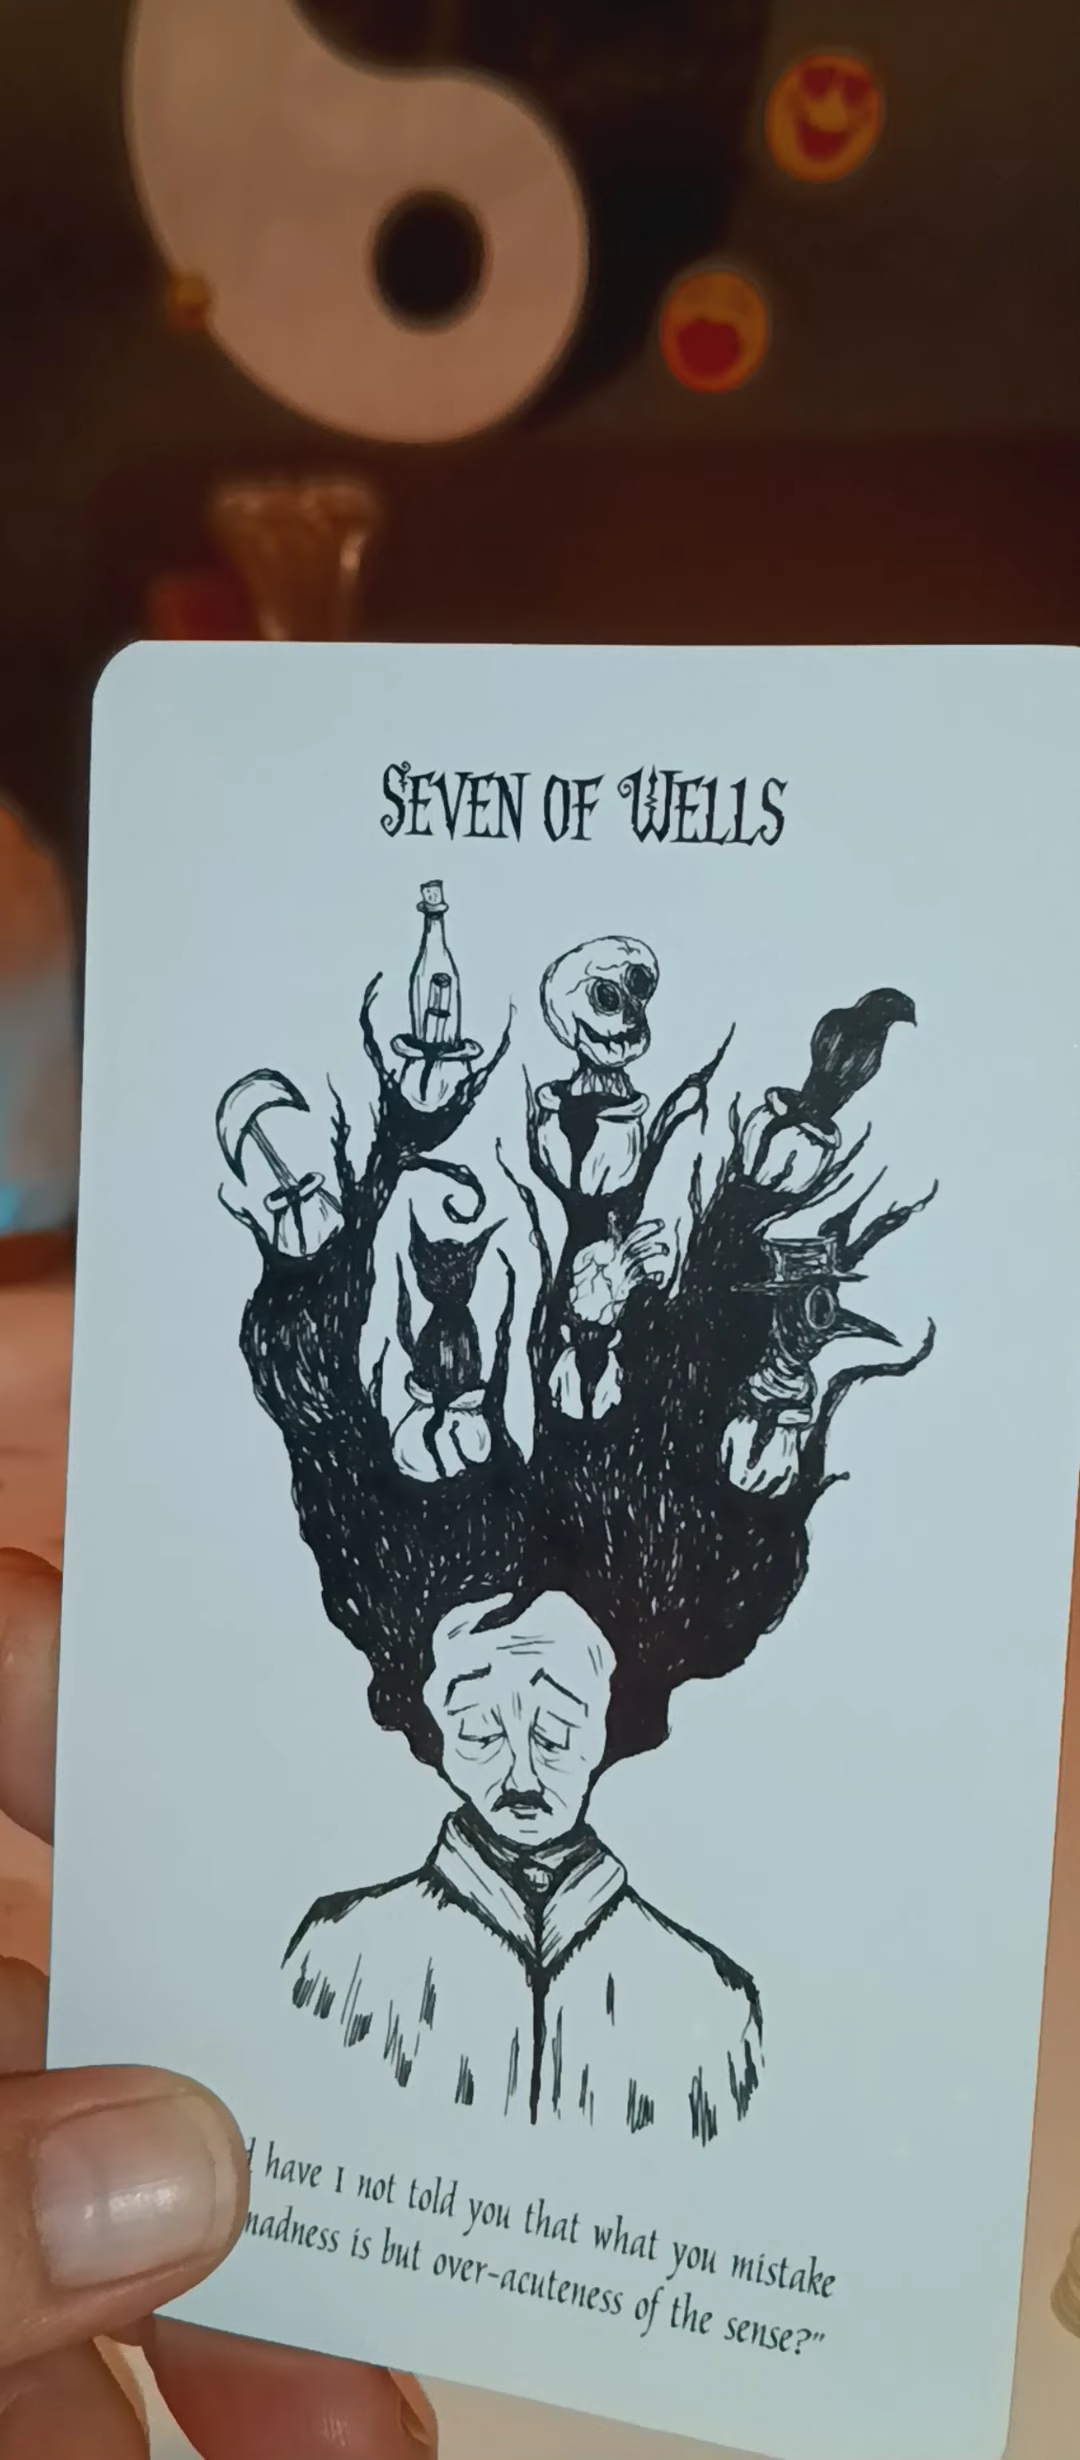 SEVEN OF WELLS
have I not told you that what you mistake
madness is but over-acuteness of the sense?"